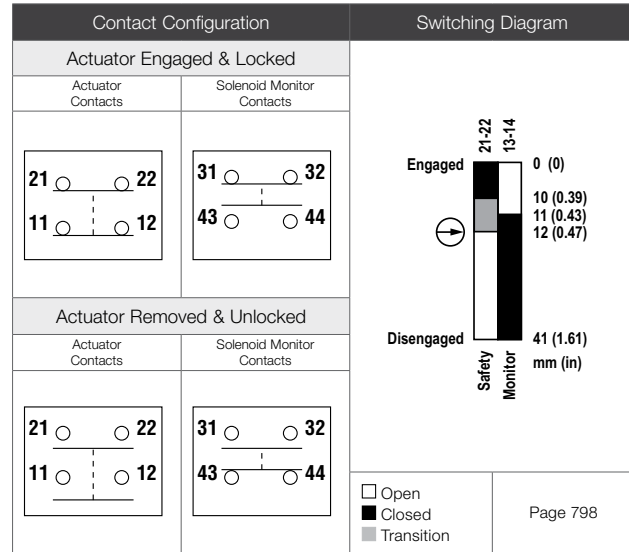 Contact Configuration
Switching Diagram
Actuator Engaged & Locked
Actuator
Contacts
Solenoid Monitor
Contacts
21 22
11 12
31 32
43 44
Actuator Removed & Unlocked
Actuator
Contacts
Solenoid Monitor
Contacts
21 22
11 12
31 32
43 44
21-22
13-14
Engaged
0 (0)
10 (0.39)
11 (0.43)
12 (0.47)
Disengaged
41 (1.61)
mm (in)
Safety
Monitor
Open
Closed
Transition
Page 798